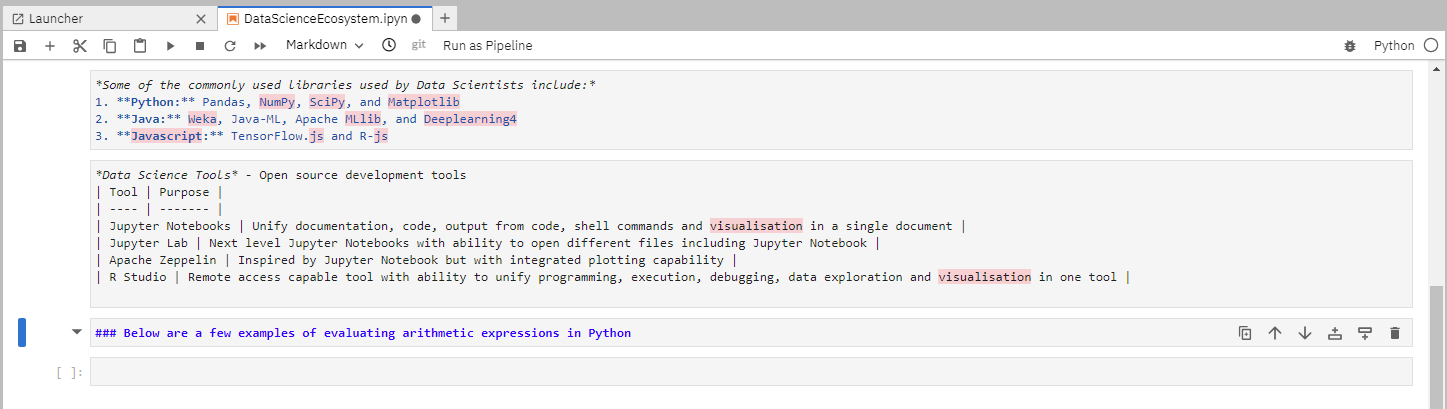 Launcher
DataScienceEcosystem.ipyn
Markdown
git
Run as Pipeline
Python
*Some of the commonly used libraries used by Data Scientists include:*
1. **Python:** Pandas, NumPy, SciPy, and Matplotlib
2. **Java:** Weka, Java-ML, Apache MLlib, and Deeplearning4
3. **Javascript:** TensorFlow.js and R-js
*Data Science Tools* - Open source development tools
| Tool | Purpose |
| ---- | ------- |
| Jupyter Notebooks | Unify documentation, code, output from code, shell commands and visualisation in a single document |
| Jupyter Lab | Next level Jupyter Notebooks with ability to open different files including Jupyter Notebook |
| Apache Zeppelin | Inspired by Jupyter Notebook but with integrated plotting capability |
| R Studio | Remote access capable tool with ability to unify programming, execution, debugging, data exploration and visualisation in one tool |
### Below are a few examples of evaluating arithmetic expressions in Python
[ ]: